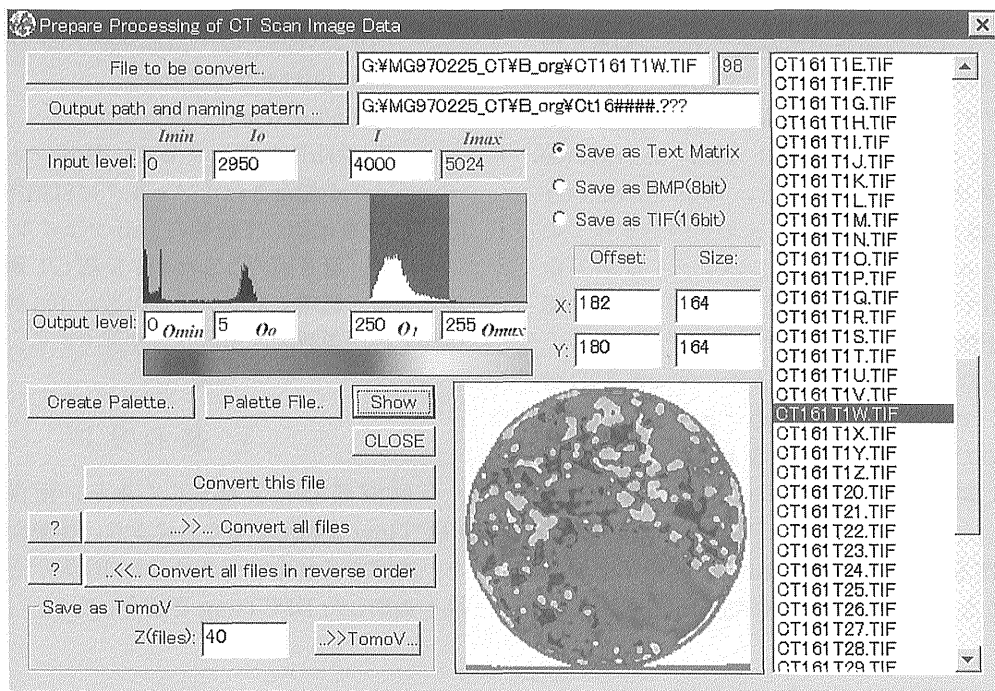 Prepare Processing of CT Scan Image Data
File to be convert..
G:¥MG970225_CT¥B_org¥CT161T1W.TIF
98
Output path and naming patern ..
G:¥MG970225_CT¥B_org¥Ct16####.???
Imin Io I Imax
Input level: 0 2950 4000 5024
Save as Text Matrix
Save as BMP(8bit)
Save as TIF(16bit)
Offset: Size:
X: 182 164
Y: 180 164
Output level: 0 Omin 5 Oo 250 O1 255 Omax
Create Palette..
Palette File..
Show
CLOSE
Convert this file
? ...>>... Convert all files
? ..<<.. Convert all files in reverse order
Save as TomoV
Z(files): 40
..>>TomoV...
CT161T1E.TIF
CT161T1F.TIF
CT161T1G.TIF
CT161T1H.TIF
CT161T1I.TIF
CT161T1J.TIF
CT161T1K.TIF
CT161T1L.TIF
CT161T1M.TIF
CT161T1N.TIF
CT161T1O.TIF
CT161T1P.TIF
CT161T1Q.TIF
CT161T1R.TIF
CT161T1S.TIF
CT161T1T.TIF
CT161T1U.TIF
CT161T1V.TIF
CT161T1W.TIF
CT161T1X.TIF
CT161T1Y.TIF
CT161T1Z.TIF
CT161T20.TIF
CT161T21.TIF
CT161T22.TIF
CT161T23.TIF
CT161T24.TIF
CT161T25.TIF
CT161T26.TIF
CT161T27.TIF
CT161T28.TIF
CT161T29.TIF